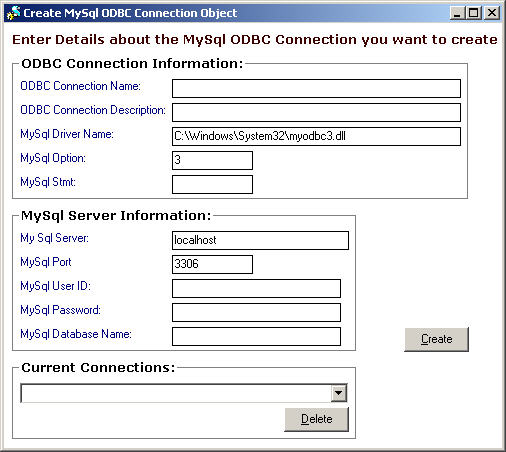 Create MySql ODBC Connection Object
Enter Details about the MySql ODBC Connection you want to create
ODBC Connection Information:
ODBC Connection Name:
ODBC Connection Description:
MySql Driver Name: C:\Windows\System32\myodbc3.dll
MySql Option: 3
MySql Stmt:
MySql Server Information:
My Sql Server: localhost
MySql Port 3306
MySql User ID:
MySql Password:
MySql Database Name:
Create
Current Connections:
Delete